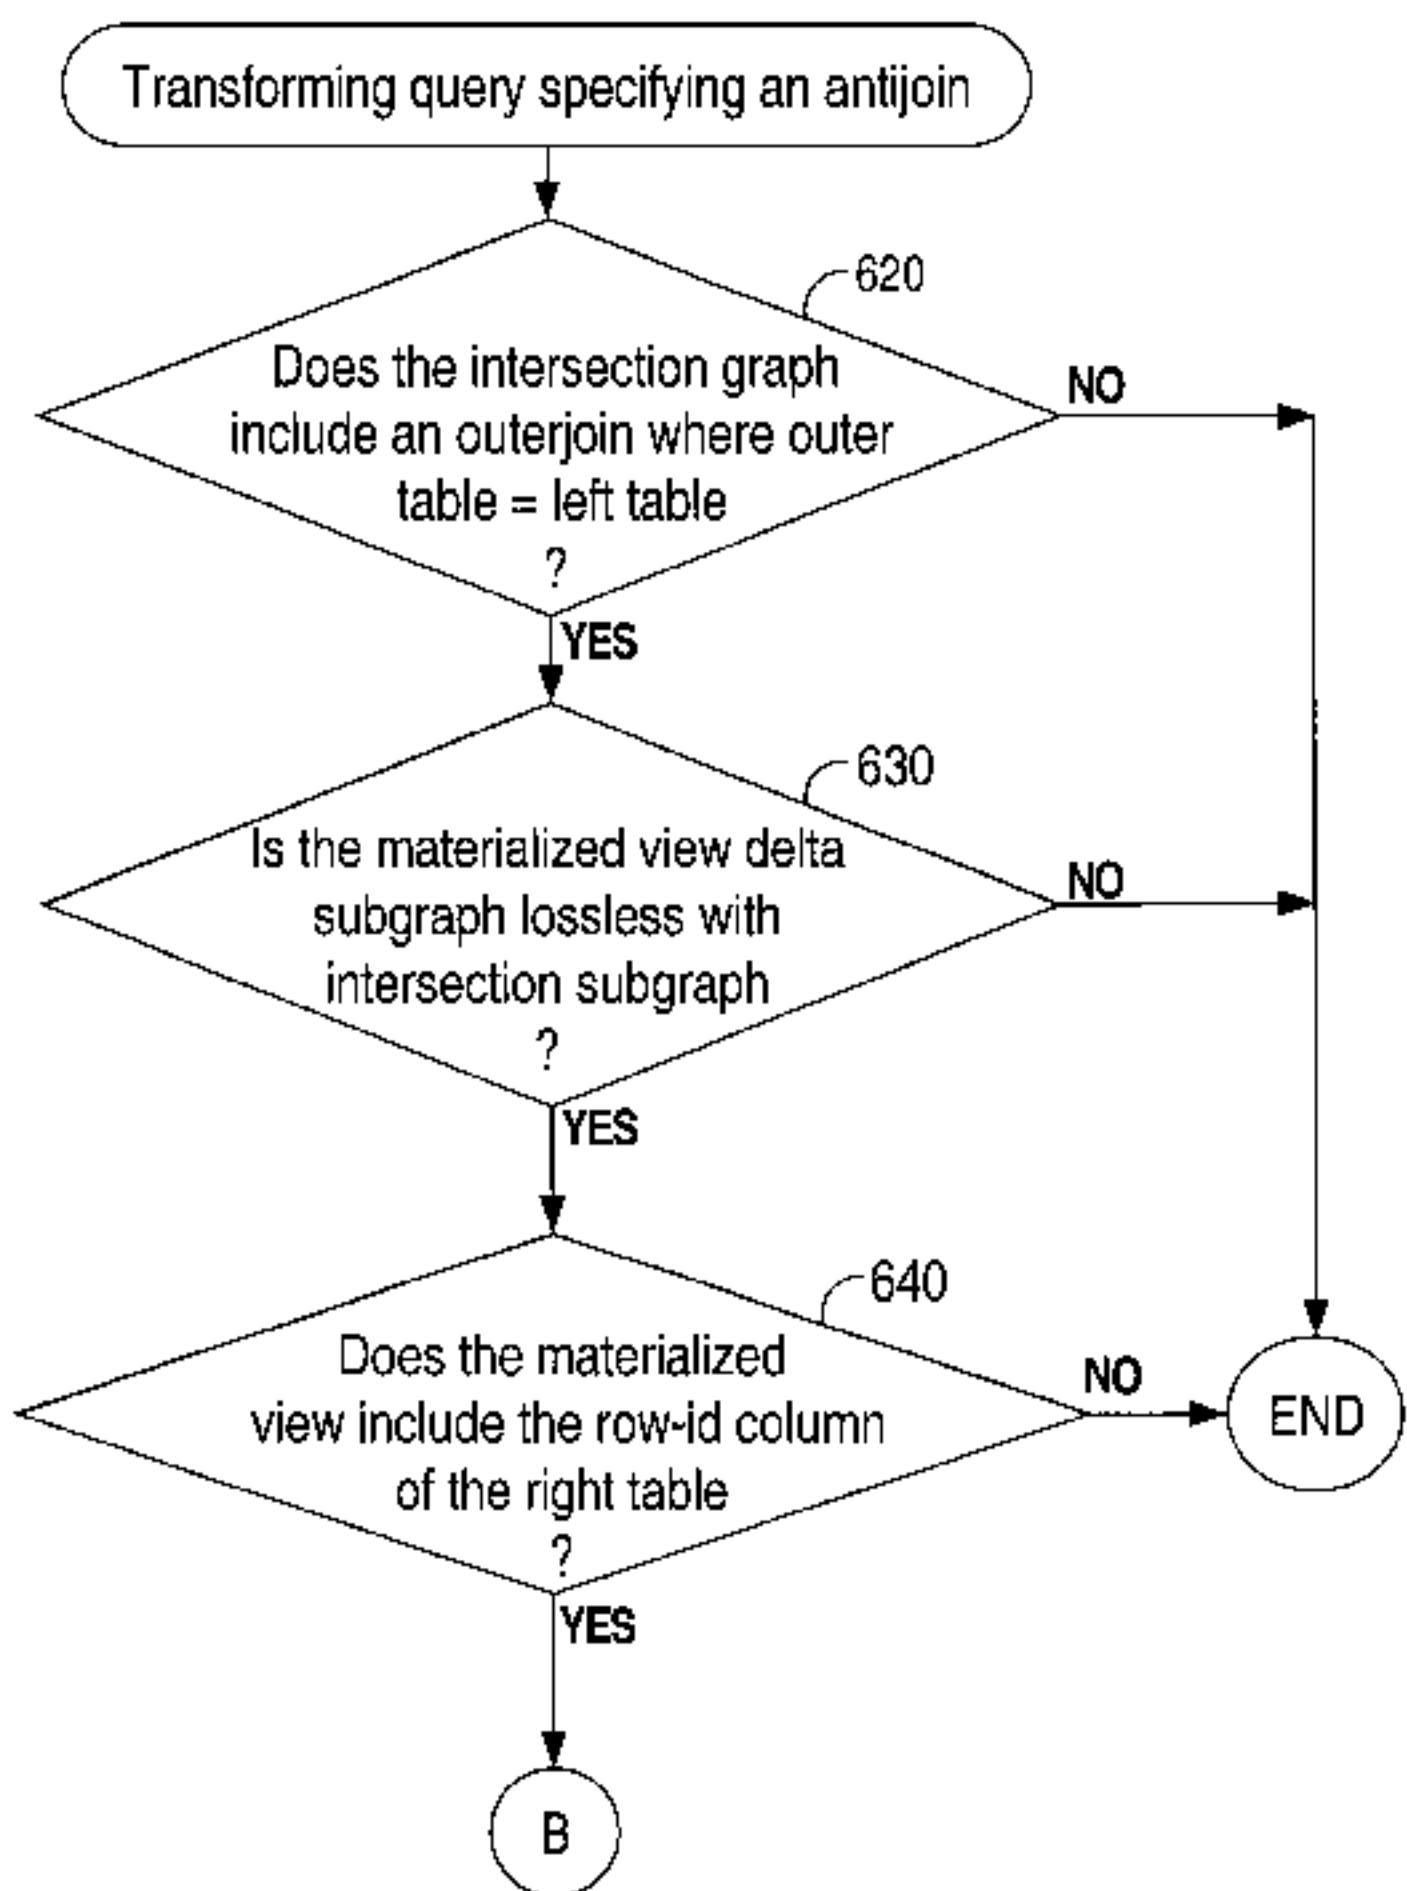 Transforming query specifying an antijoin
620
Does the intersection graph
include an outerjoin where outer
table = left table
?
NO
YES
630
Is the materialized view delta
subgraph lossless with
intersection subgraph
?
NO
YES
640
Does the materialized
view include the row-id column
of the right table
?
NO
END
YES
B